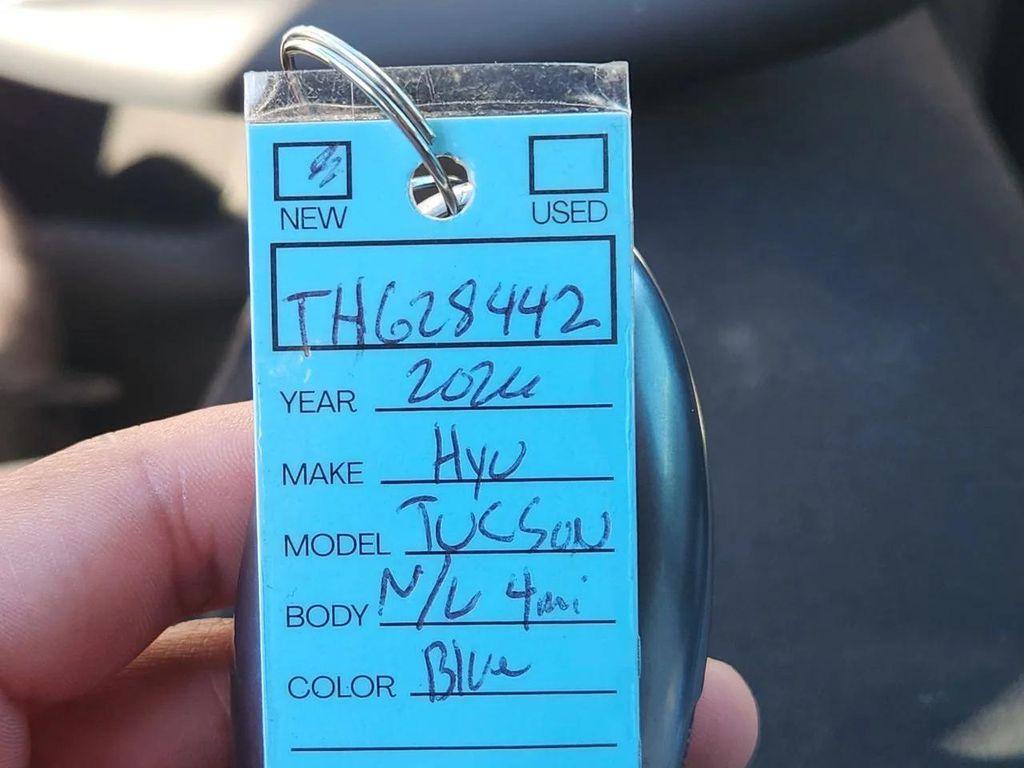 NEW USED
TH628442
YEAR 2024
MAKE HYU
MODEL TUCSON
BODY N/L 4mi
COLOR Blue